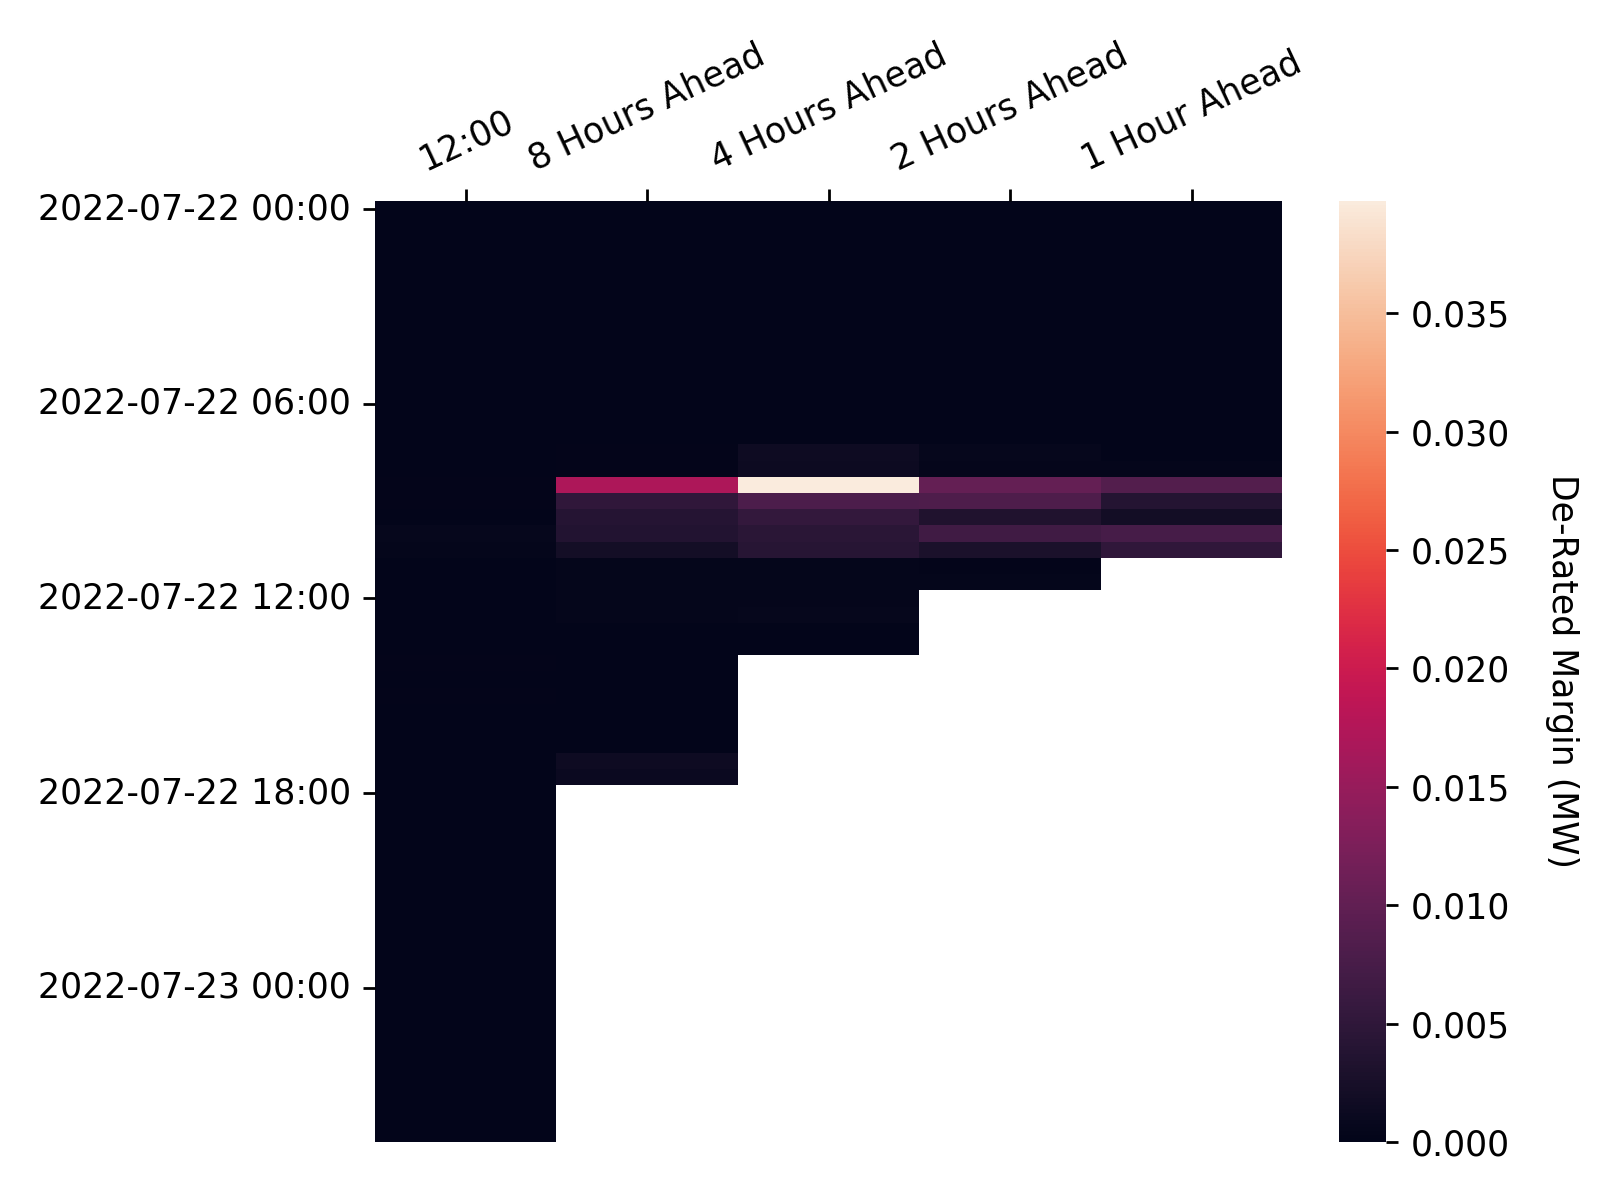 12:00
8 Hours Ahead
4 Hours Ahead
2 Hours Ahead
1 Hour Ahead
2022-07-22 00:00
2022-07-22 06:00
2022-07-22 12:00
2022-07-22 18:00
2022-07-23 00:00
0.035
0.030
0.025
0.020
0.015
0.010
0.005
0.000
De-Rated Margin (MW)